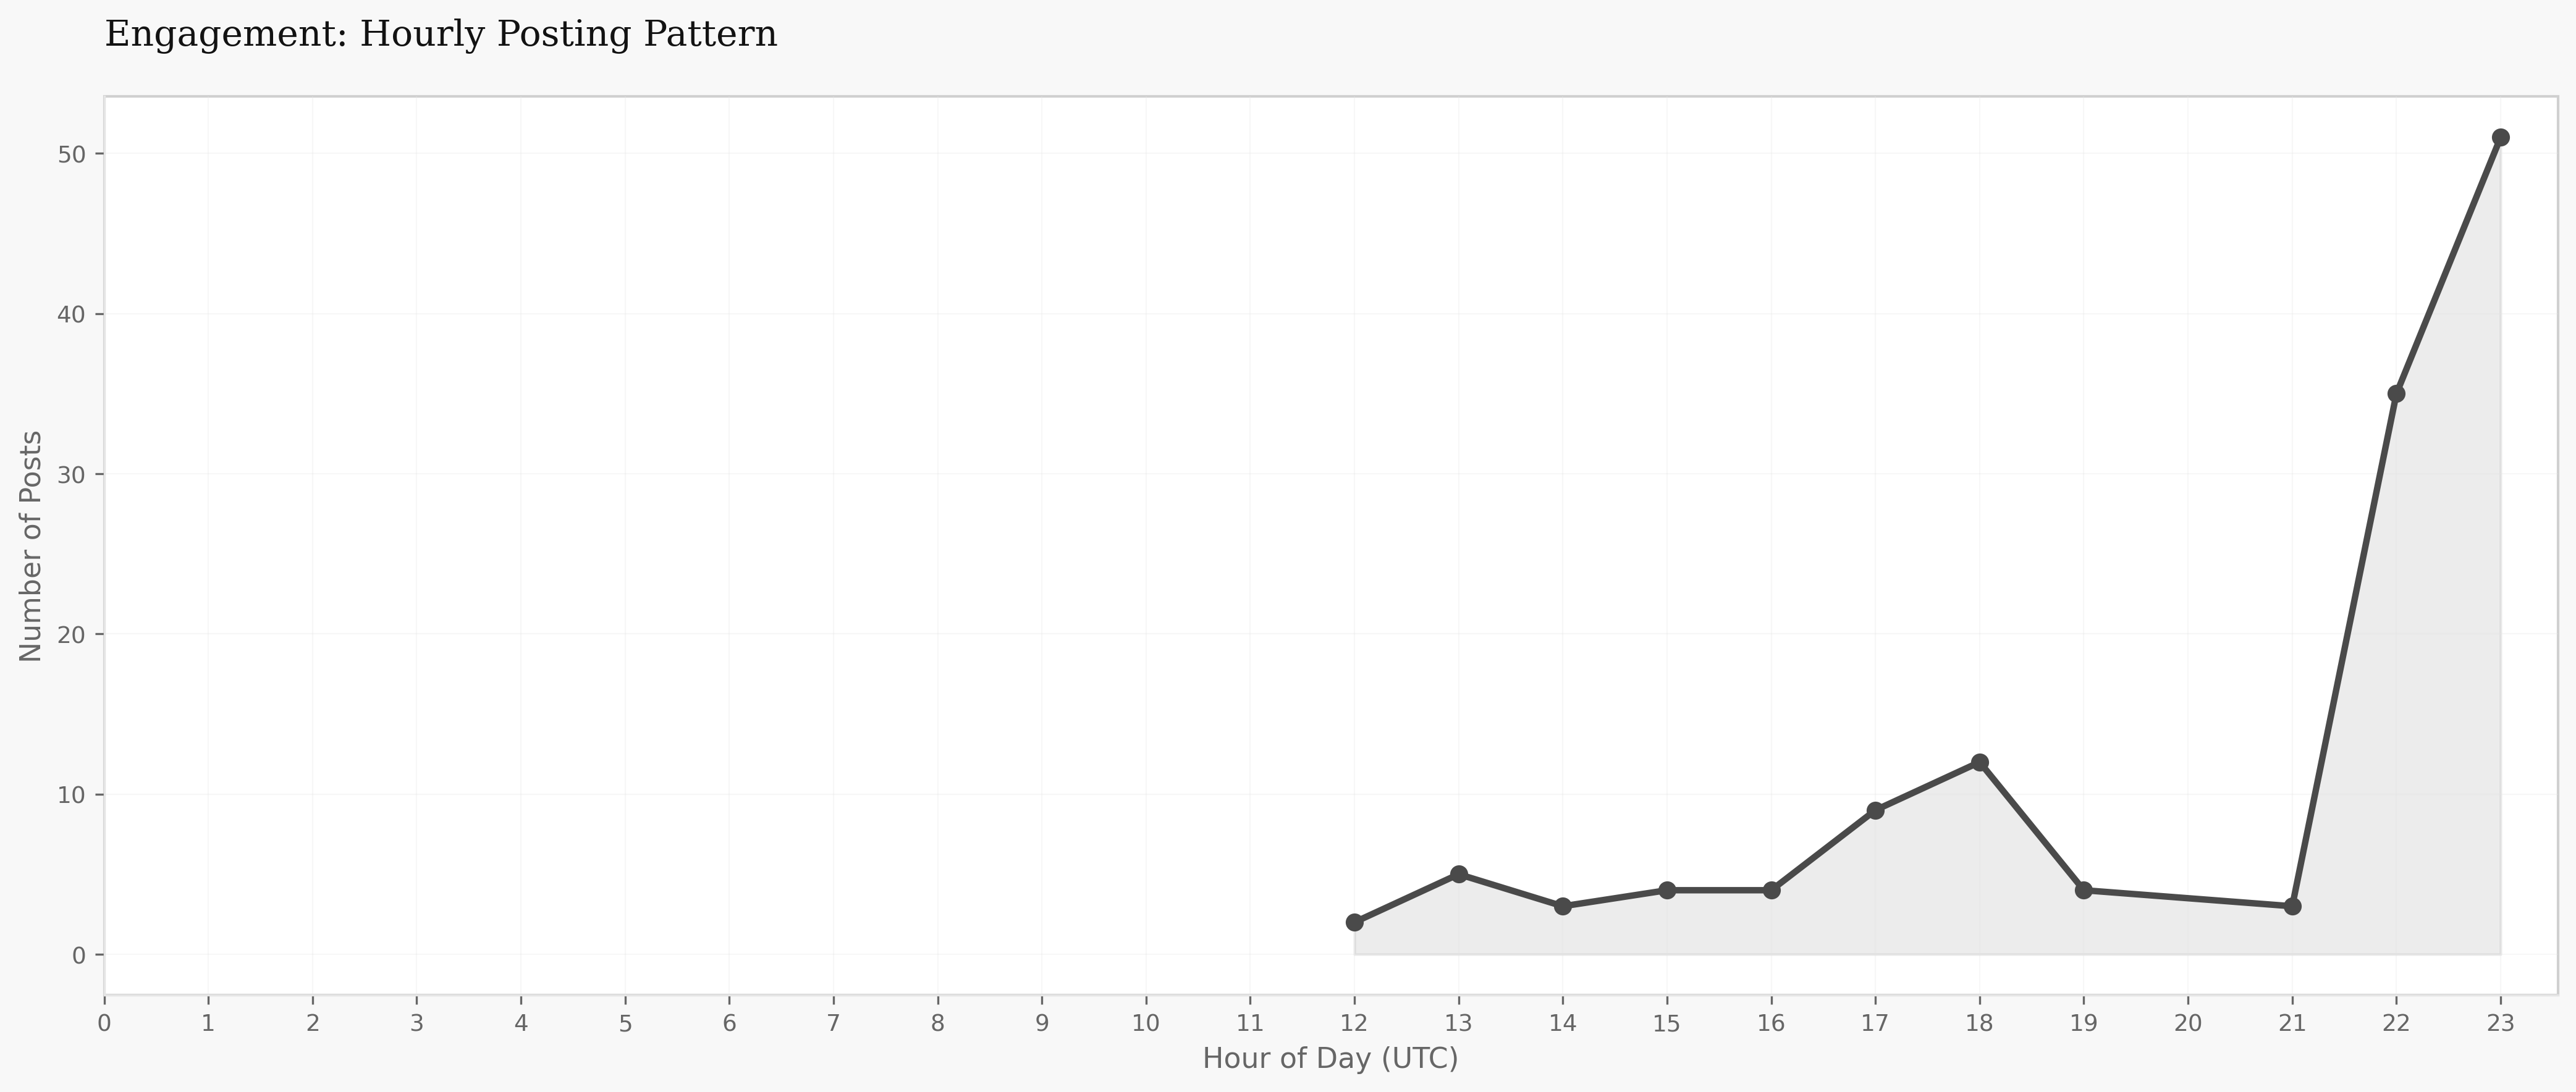 Engagement: Hourly Posting Pattern
Number of Posts
50
40
30
20
10
0
0 1 2 3 4 5 6 7 8 9 10 11 12 13 14 15 16 17 18 19 20 21 22 23
Hour of Day (UTC)